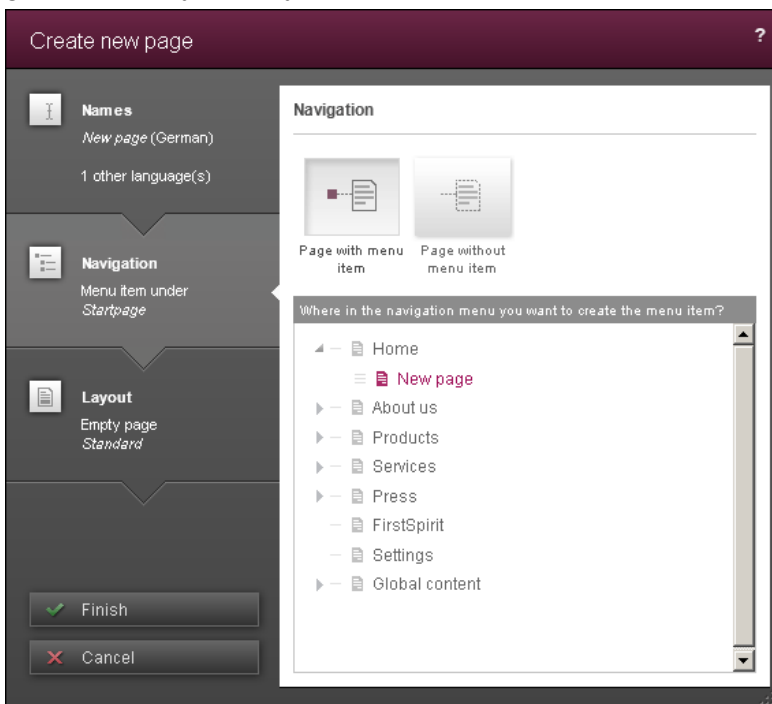 Create new page
?
Names
New page (German)
1 other language(s)
Navigation
Menu item under
Startpage
Layout
Empty page
Standard
Finish
Cancel
Navigation
Page with menu
item
Page without
menu item
Where in the navigation menu you want to create the menu item?
Home
New page
About us
Products
Services
Press
FirstSpirit
Settings
Global content